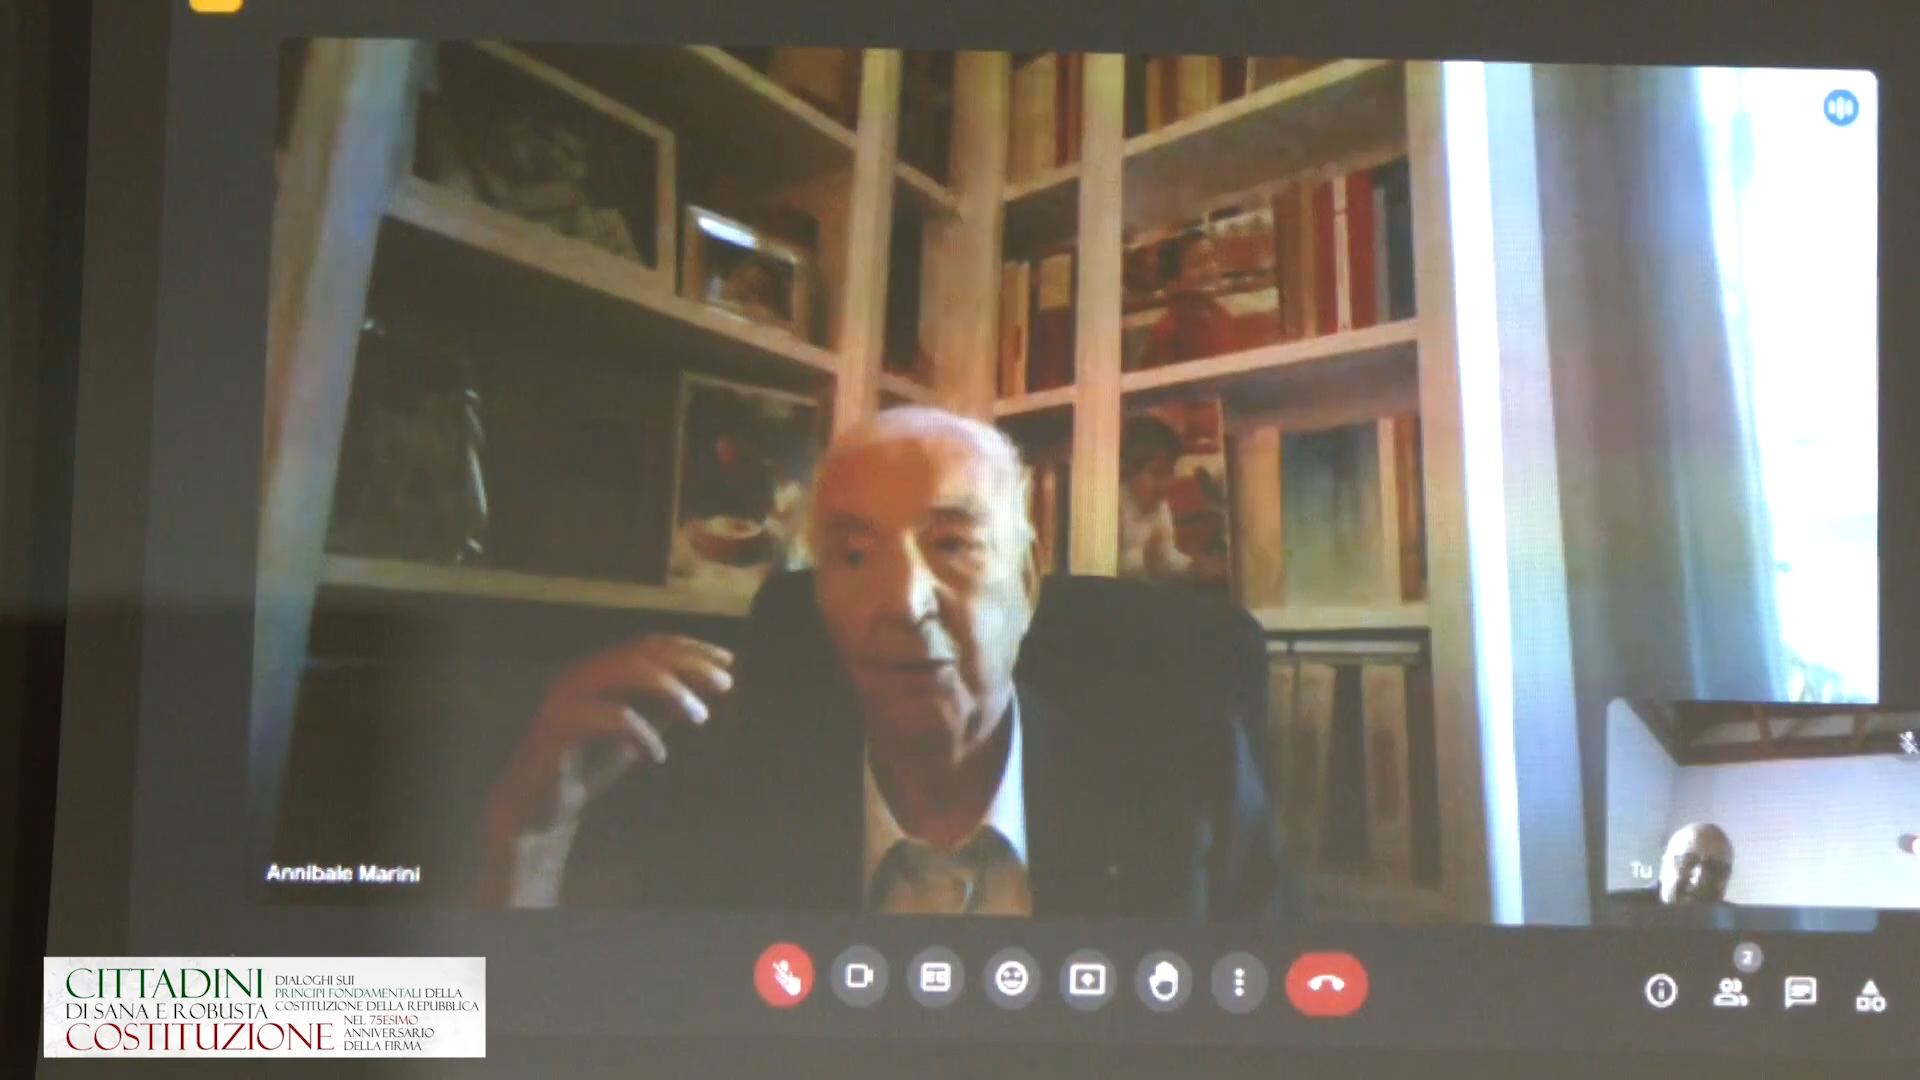 Annibale Marini
Tu
2
CITTADINI
DI SANA E ROBUSTA
COSTITUZIONE
DIALOGHI SUI
PRINCIPI FONDAMENTALI DELLA
COSTITUZIONE DELLA REPUBBLICA
NEL 75ESIMO
ANNIVERSARIO
DELLA FIRMA